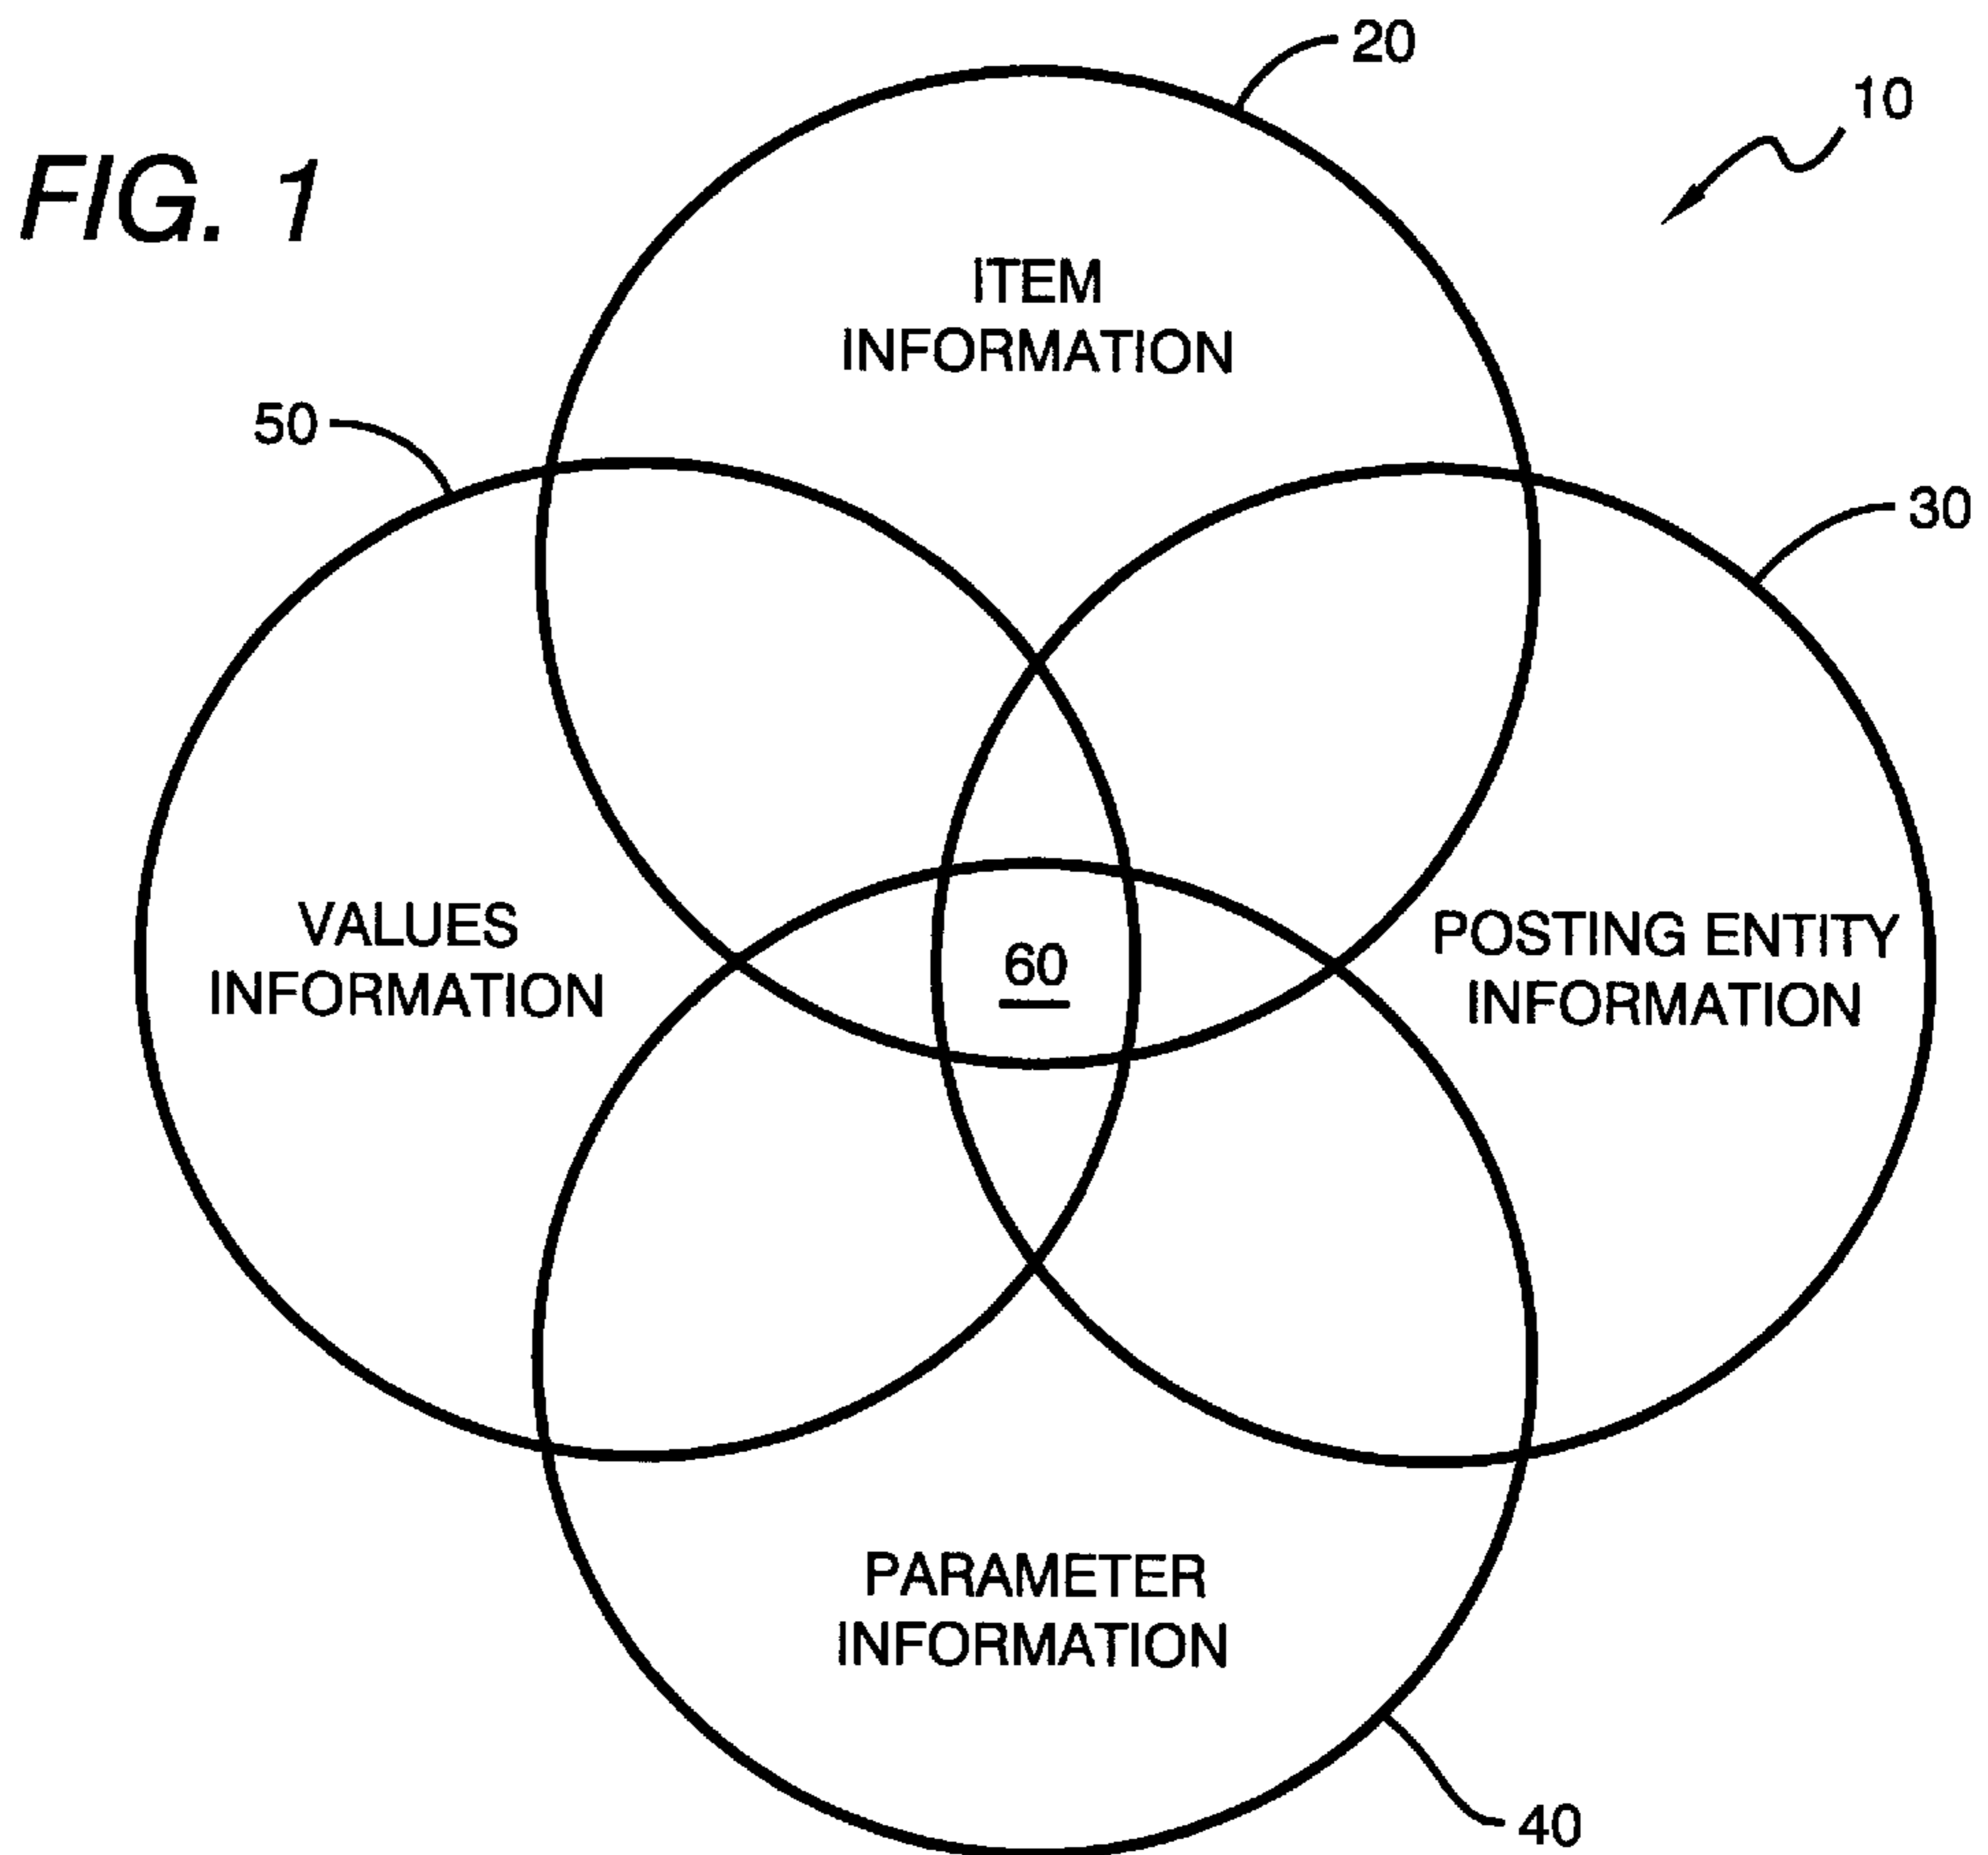 20
10
FIG. 1
ITEM
INFORMATION
50
30
VALUES
INFORMATION
60
POSTING ENTITY
INFORMATION
PARAMETER
INFORMATION
40